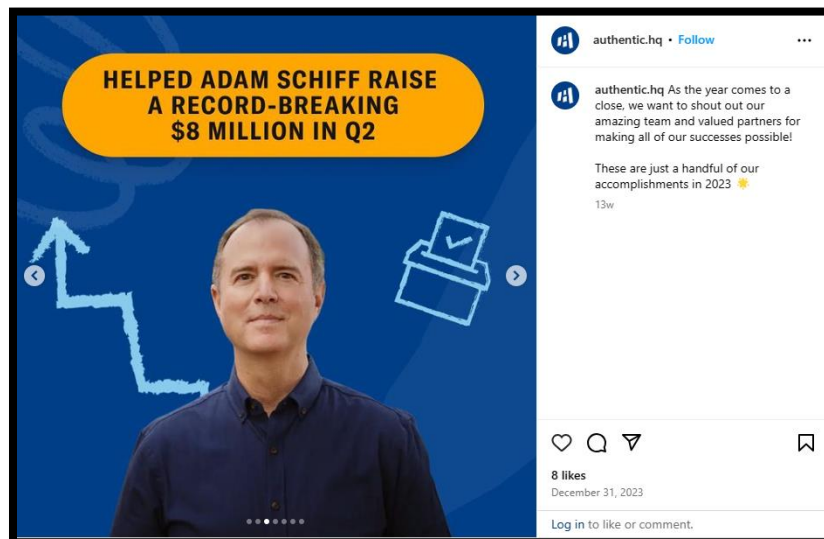 HELPED ADAM SCHIFF RAISE
A RECORD-BREAKING
$8 MILLION IN Q2
authentic.hq • Follow
authentic.hq As the year comes to a
close, we want to shout out our
amazing team and valued partners for
making all of our successes possible!
These are just a handful of our
accomplishments in 2023 🌟
13w
8 likes
December 31, 2023
Log in to like or comment.